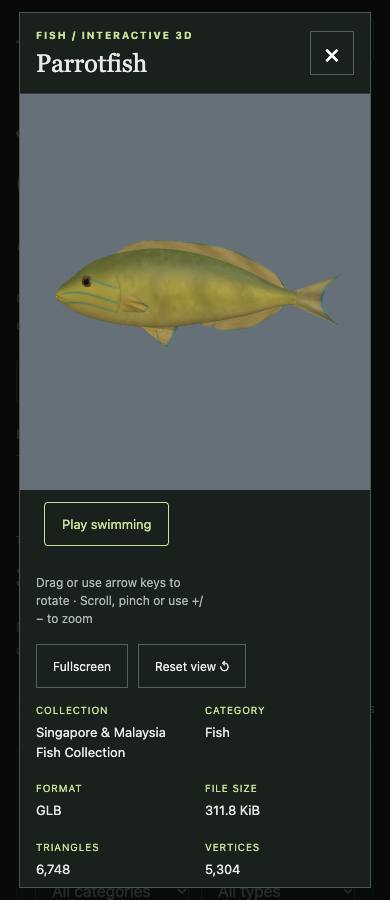 FISH / INTERACTIVE 3D
Parrotfish
×
Play swimming
Drag or use arrow keys to
rotate · Scroll, pinch or use +/
− to zoom
Fullscreen
Reset view ↺
COLLECTION
CATEGORY
Singapore & Malaysia
Fish Collection
Fish
FORMAT
FILE SIZE
GLB
311.8 KiB
TRIANGLES
VERTICES
6,748
5,304
All categories
All types